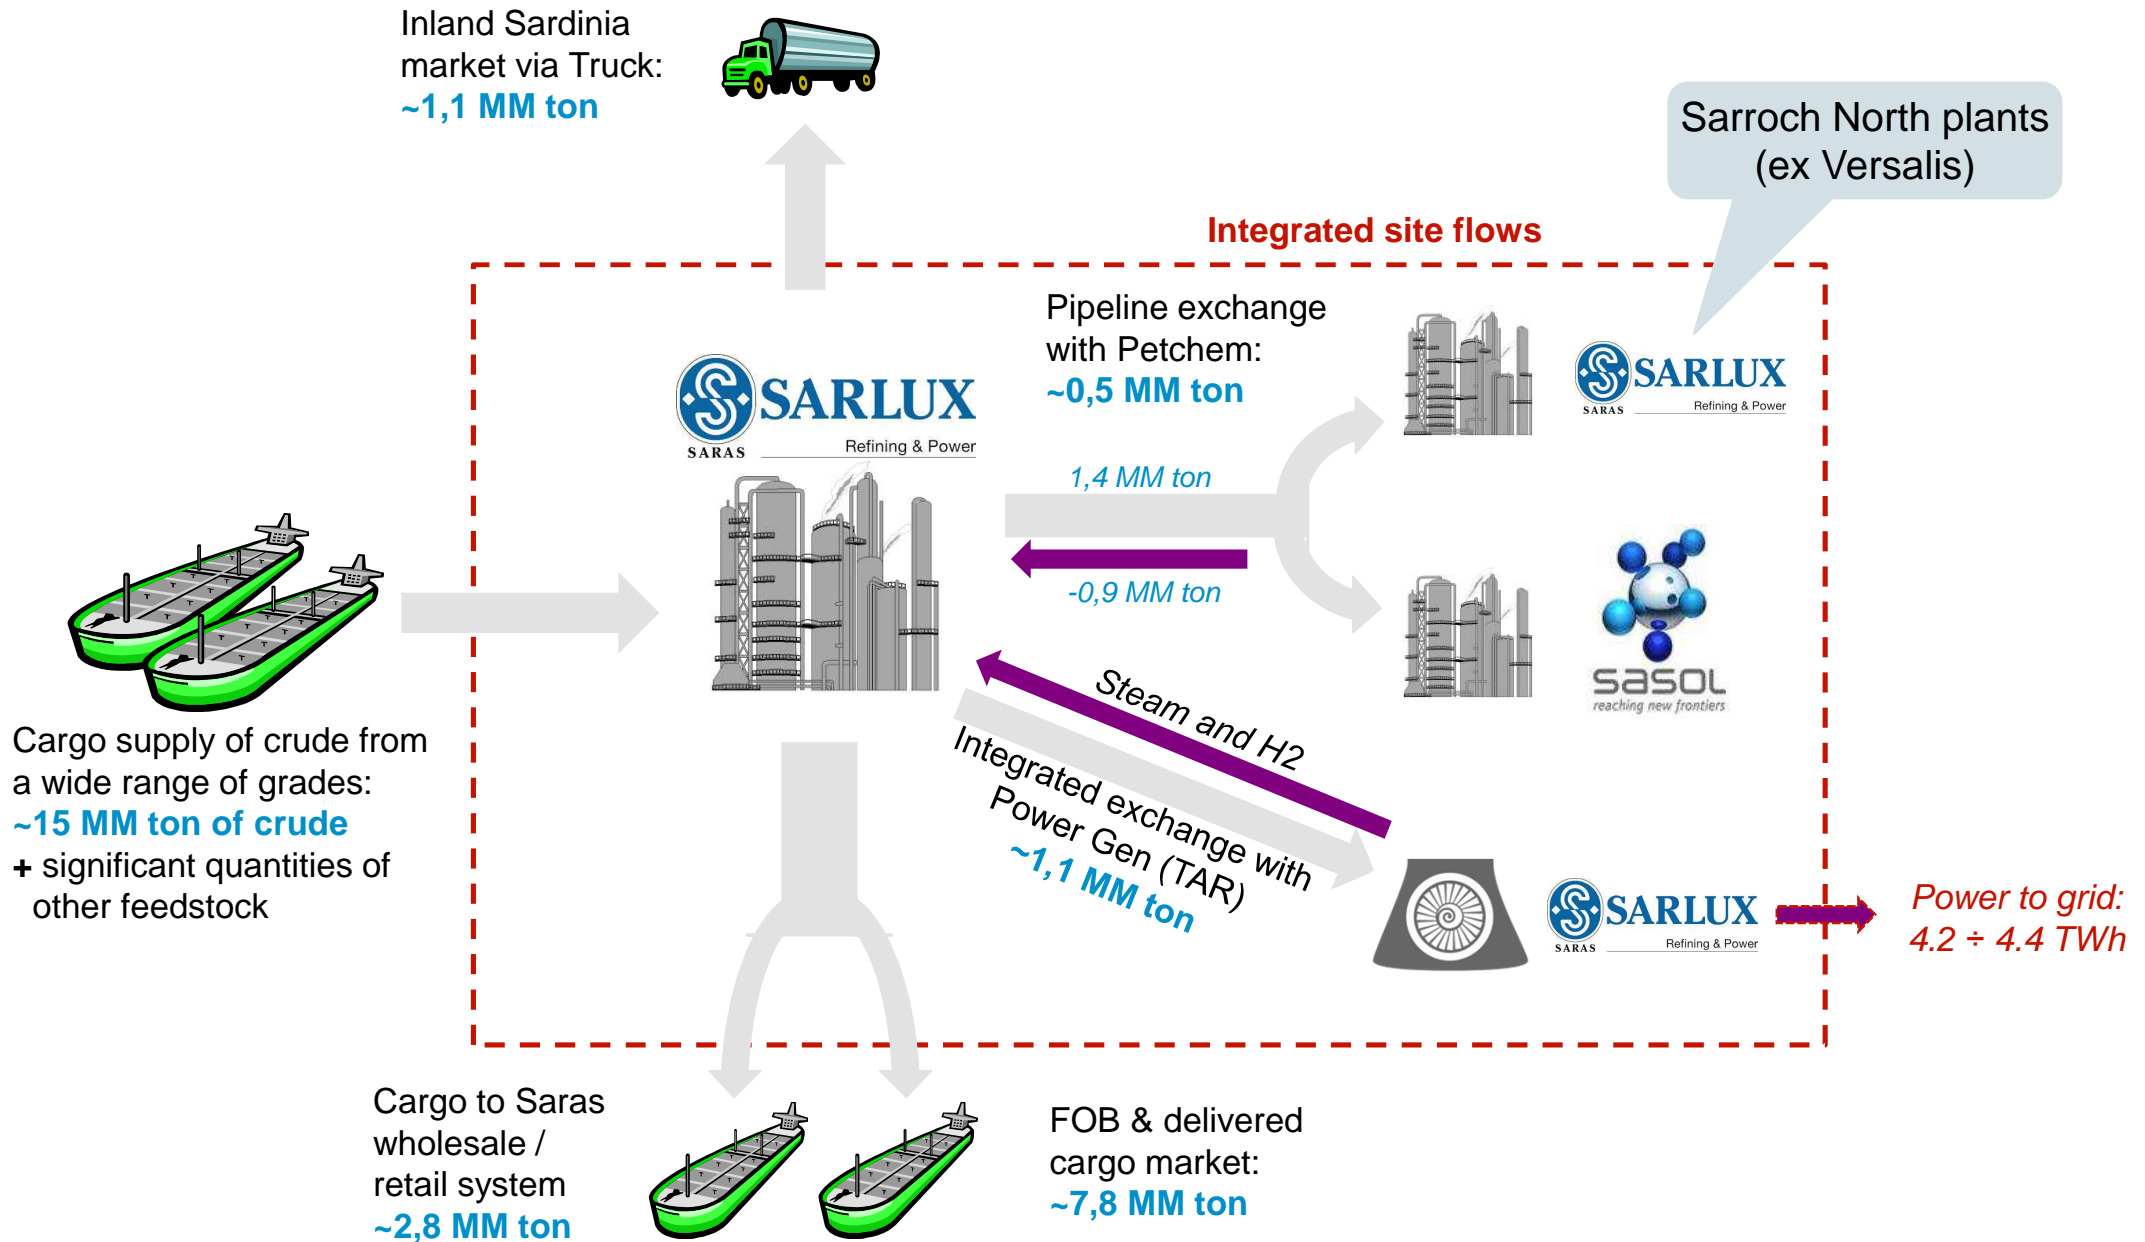 Inland Sardinia
market via Truck:
~1,1 MM ton
Sarroch North plants
(ex Versalis)
Integrated site flows
Pipeline exchange
with Petchem:
~0,5 MM ton
SARLUX
SARAS
Refining & Power
SARLUX
SARAS
Refining & Power
1,4 MM ton
-0,9 MM ton
sasol
reaching new frontiers
Steam and H2
Integrated exchange with
Power Gen (TAR)
~1,1 MM ton
Cargo supply of crude from
a wide range of grades:
~15 MM ton of crude
+ significant quantities of
other feedstock
SARLUX
SARAS
Refining & Power
Power to grid:
4.2 ÷ 4.4 TWh
Cargo to Saras
wholesale /
retail system
~2,8 MM ton
FOB & delivered
cargo market:
~7,8 MM ton